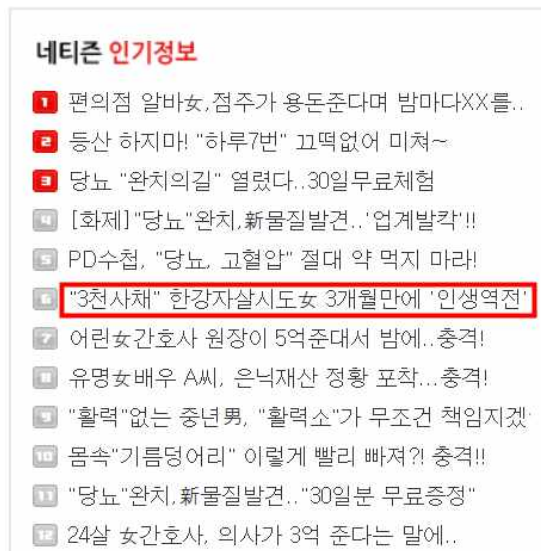 네티즌 인기정보
1 편의점 알바女,점주가 용돈준다며 밤마다XX를..
2 등산 하지마! "하루7번" 끄떡없어 미쳐~
3 당뇨 "완치의길" 열렸다..30일무료체험
4 [화제]"당뇨"완치,新물질발견..'업계발칵'!!
5 PD수첩, "당뇨, 고혈압" 절대 약 먹지 마라!
6 "3천사채" 한강자살시도女 3개월만에 '인생역전'
7 어린女간호사 원장이 5억준대서 밤에..충격!
8 유명女배우 A씨, 은닉재산 정황 포착...충격!
9 "활력"없는 중년男, "활력소"가 무조건 책임지겠
10 몸속"기름덩어리" 이렇게 빨리 빠져?! 충격!!
11 "당뇨"완치,新물질발견.."30일분 무료증정"
12 24살 女간호사, 의사가 3억 준다는 말에..